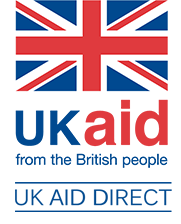 UKaid
from the British people
UK AID DIRECT